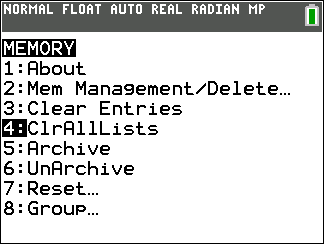 NORMAL FLOAT AUTO REAL RADIAN MP
MEMORY
1:About
2:Mem Management/Delete…
3:Clear Entries
4:ClrAllLists
5:Archive
6:UnArchive
7:Reset…
8:Group…